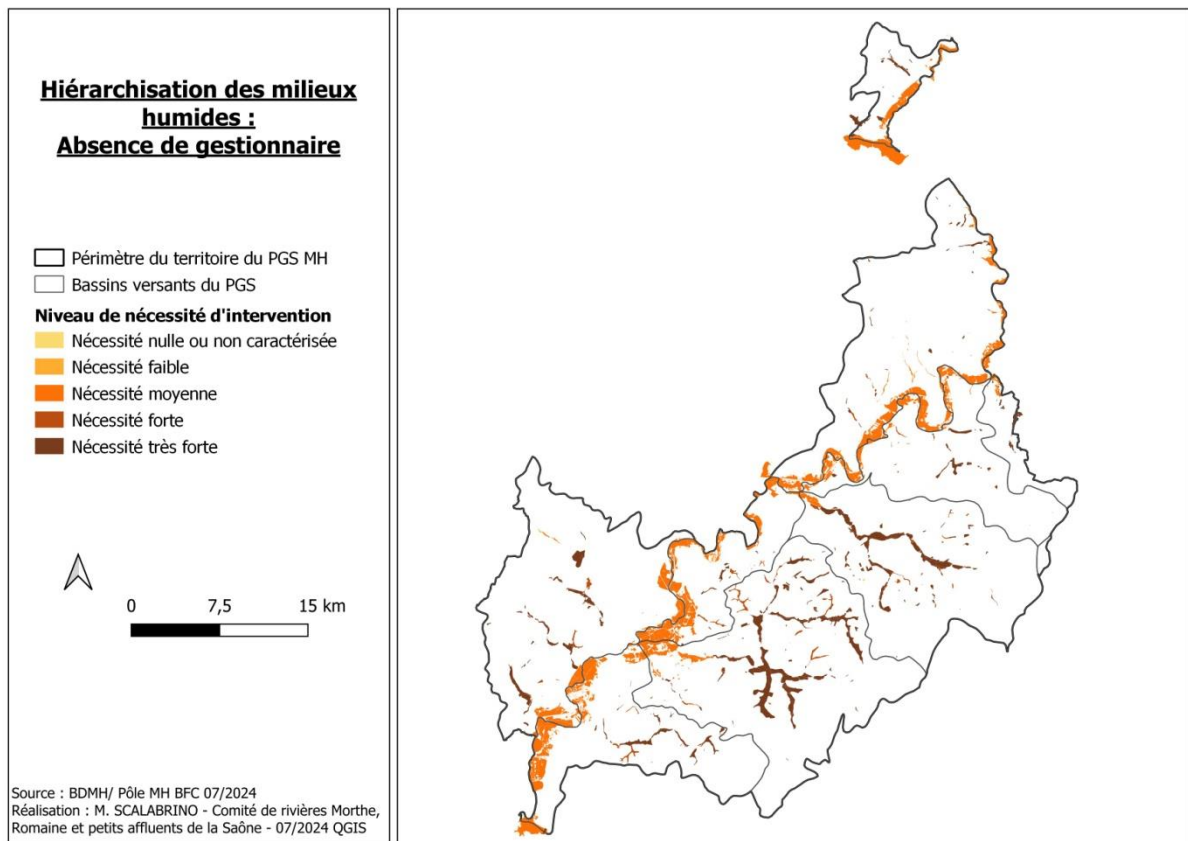 Hiérarchisation des milieux
humides :
Absence de gestionnaire
Périmètre du territoire du PGS MH
Bassins versants du PGS
Niveau de nécessité d'intervention
Nécessité nulle ou non caractérisée
Nécessité faible
Nécessité moyenne
Nécessité forte
Nécessité très forte
0 7,5 15 km
Source : BDMH/ Pôle MH BFC 07/2024
Réalisation : M. SCALABRINO - Comité de rivières Morthe,
Romaine et petits affluents de la Saône - 07/2024 QGIS